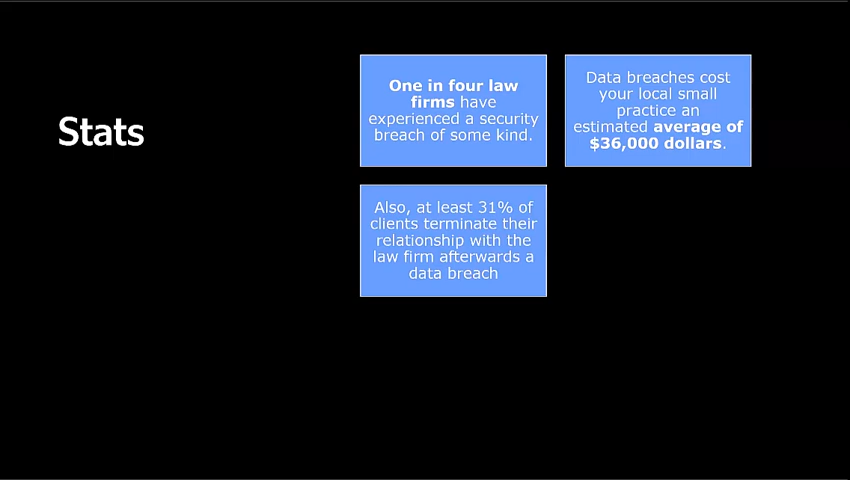 Stats
One in four law
firms have
experienced a security
breach of some kind.
Data breaches cost
your local small
practice an
estimated average of
$36,000 dollars.
Also, at least 31% of
clients terminate their
relationship with the
law firm afterwards a
data breach